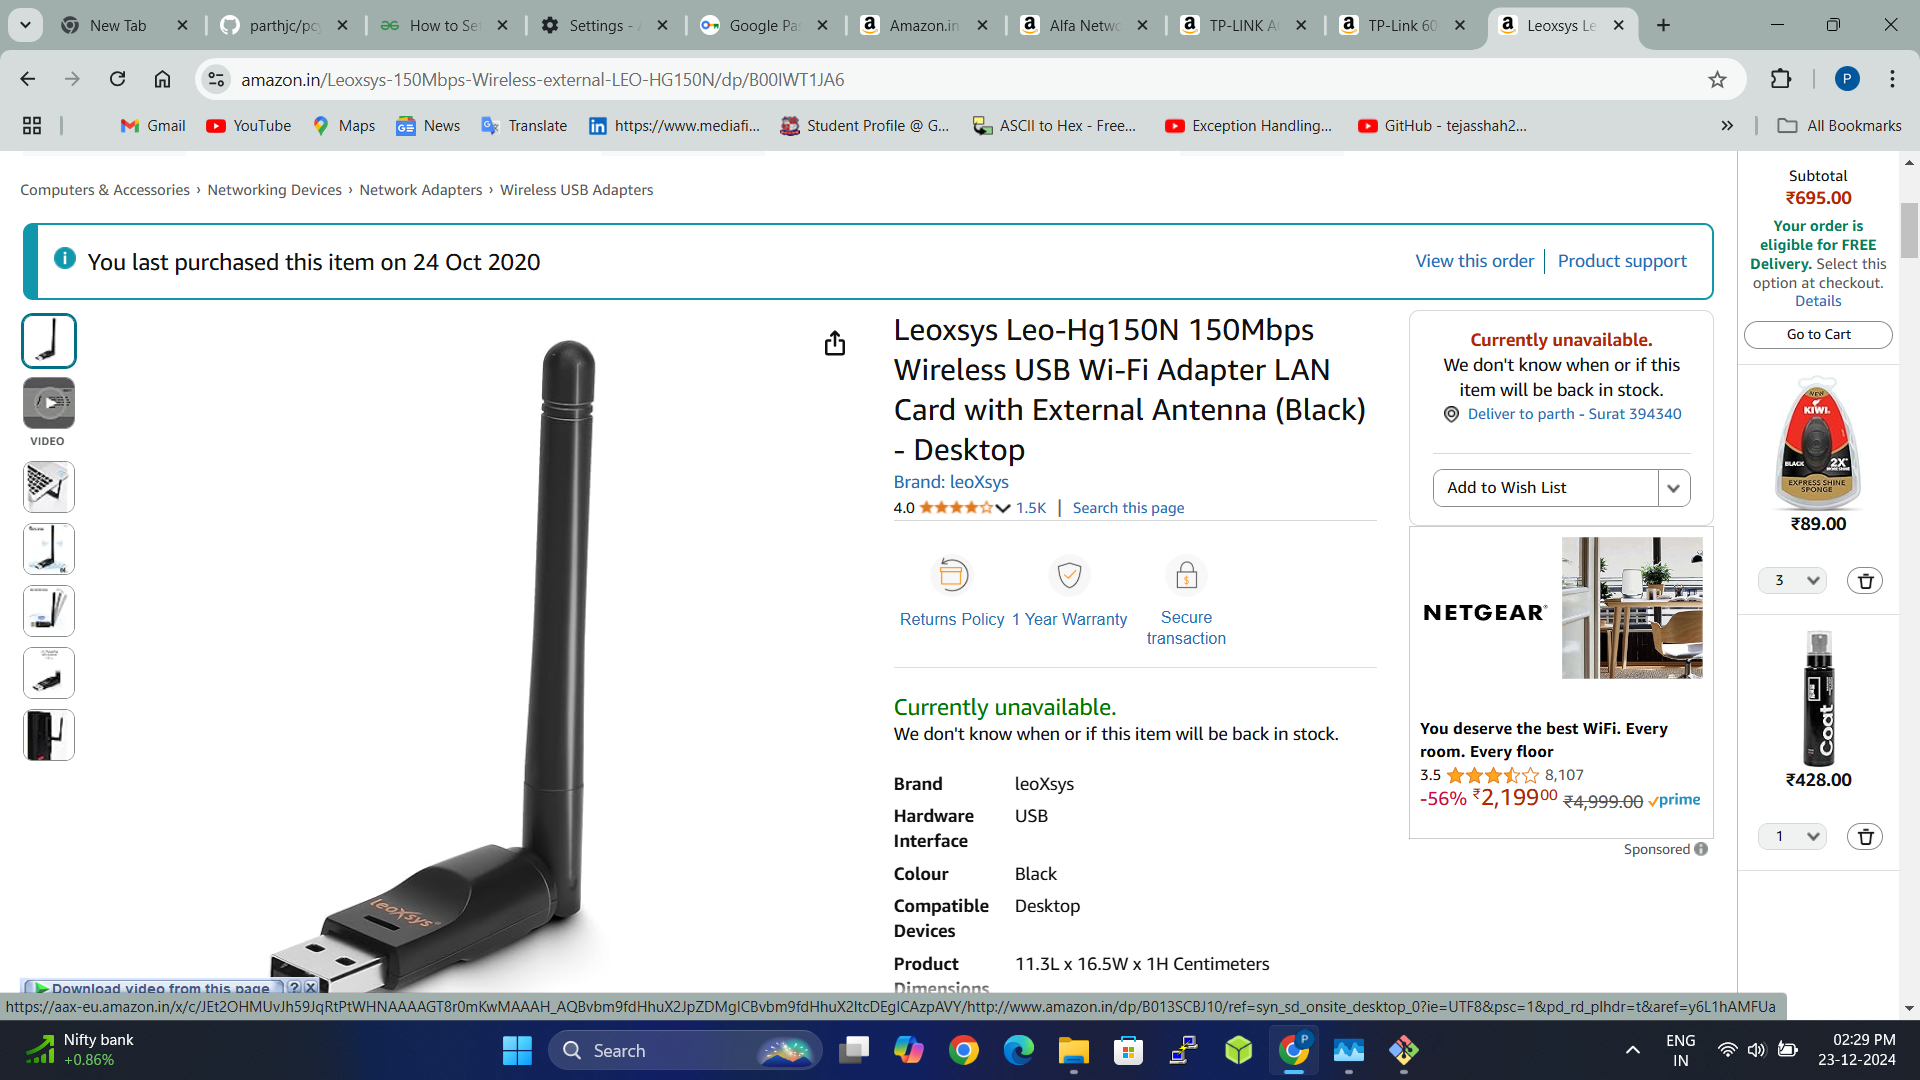 New Tab
parthjc/pcy
How to Set
Settings - A
Google Pas
Amazon.in
Alfa Netwo
TP-LINK A
TP-Link 60
Leoxsys Le
amazon.in/Leoxsys-150Mbps-Wireless-external-LEO-HG150N/dp/B00IWT1JA6
P
Gmail
YouTube
Maps
News
Translate
https://www.mediafi...
Student Profile @ G...
ASCII to Hex - Free...
Exception Handling...
GitHub - tejasshah2...
All Bookmarks
Computers & Accessories › Networking Devices › Network Adapters › Wireless USB Adapters
You last purchased this item on 24 Oct 2020
View this order
Product support
VIDEO
leoxsys
Leoxsys Leo-Hg150N 150Mbps
Wireless USB Wi-Fi Adapter LAN
Card with External Antenna (Black)
- Desktop
Brand: leoXsys
4.0 1.5K | Search this page
Returns Policy
1 Year Warranty
Secure
transaction
Currently unavailable.
We don't know when or if this item will be back in stock.
Brand leoXsys
Hardware USB
Interface
Colour Black
Compatible Desktop
Devices
Product 11.3L x 16.5W x 1H Centimeters
Dimensions
Currently unavailable.
We don't know when or if this
item will be back in stock.
Deliver to parth - Surat 394340
Add to Wish List
NETGEAR
You deserve the best WiFi. Every
room. Every floor
3.5 8,107
-56% ₹2,199.00 ₹4,999.00 prime
Sponsored
Subtotal
₹695.00
Your order is
eligible for FREE
Delivery. Select this
option at checkout.
Details
Go to Cart
NEW
KIWI
BLACK
2X
EXPRESS SHINE
SPONGE
₹89.00
3
Coat
₹428.00
1
Download video from this page
https://aax-eu.amazon.in/x/c/JEt2OHMUvJh59JqRtPtWHNAAAAGT8r0mKwMAAAH_AQBvbm9fdHhuX2JpZDMgICBvbm9fdHhuX2ItcDEgICAzpAVY/http://www.amazon.in/dp/B013SCBJ10/ref=syn_sd_onsite_desktop_0?ie=UTF8&psc=1&pd_rd_plhdr=t&aref=y6L1hAMFUa
Nifty bank
+0.86%
Search
ENG
IN
02:29 PM
23-12-2024